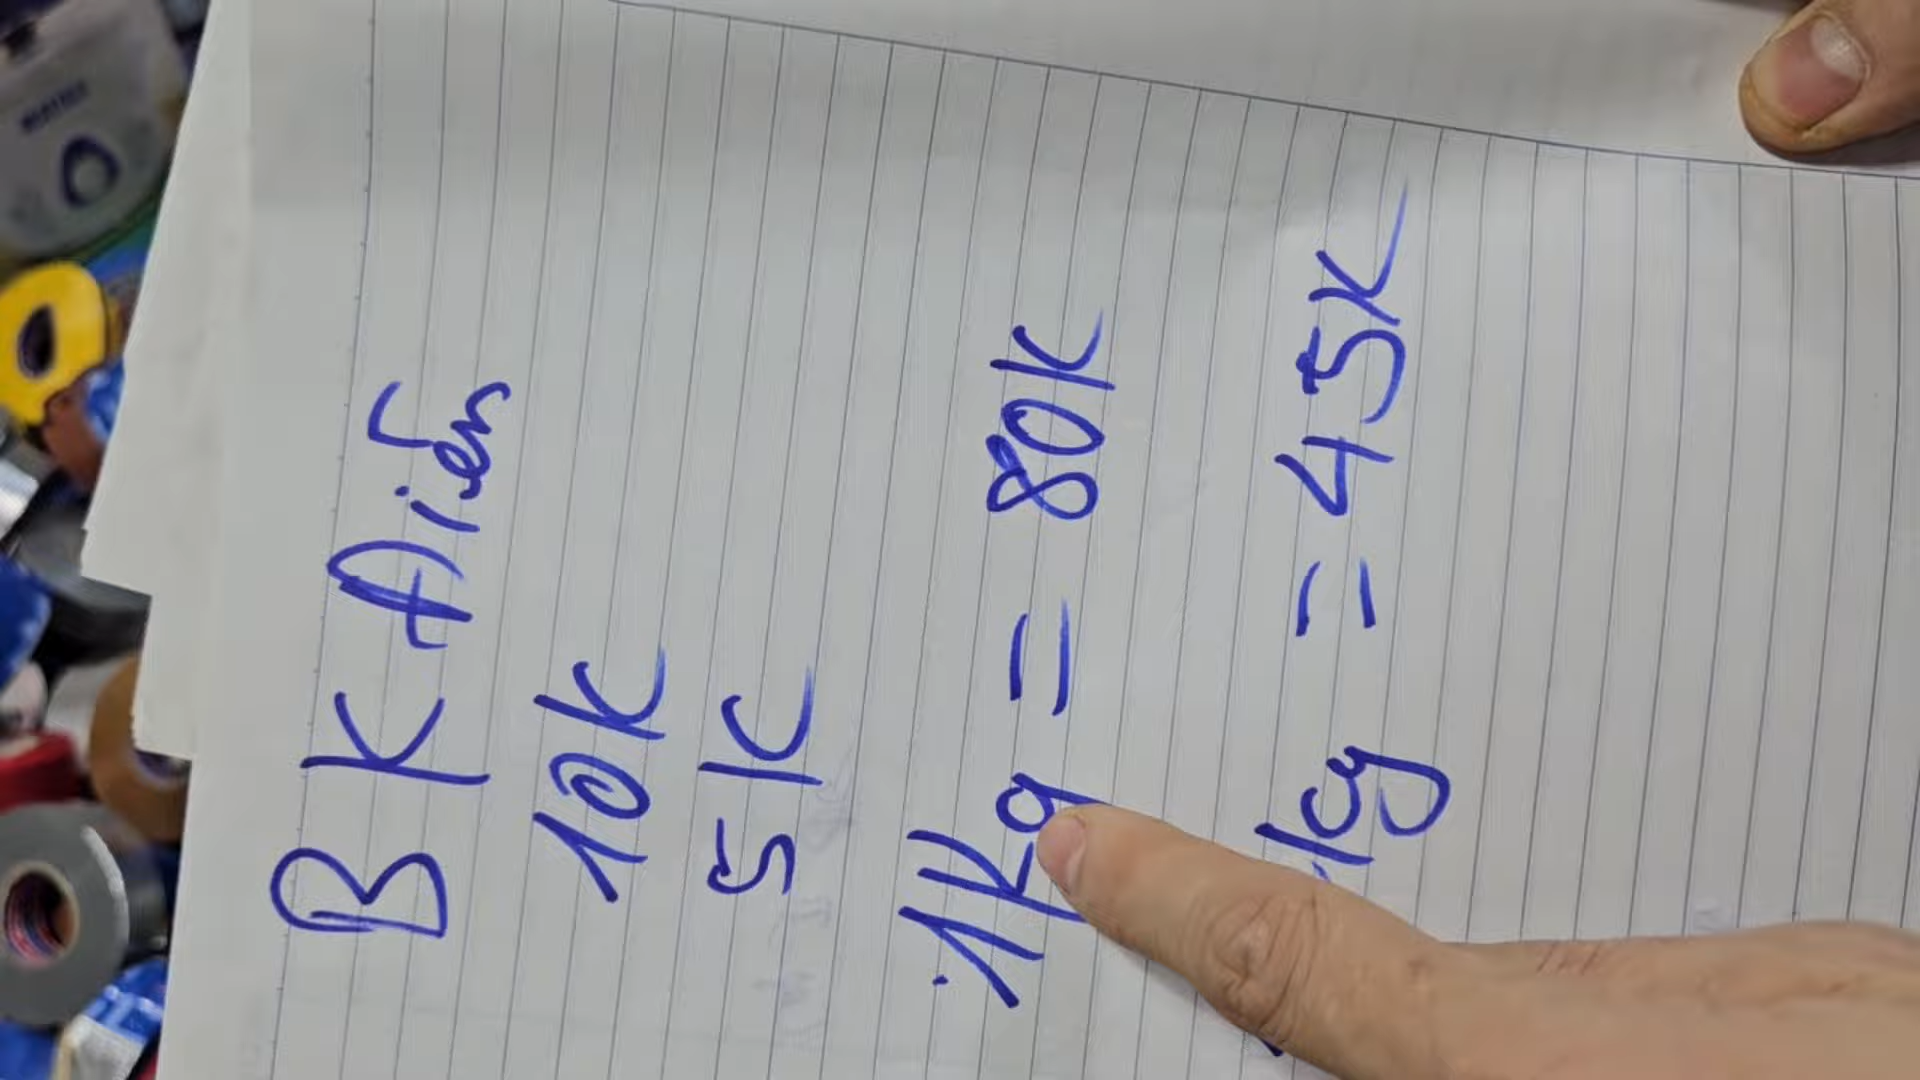 BK Điện
10K
5K
1Kg = 80K
Kg = 45K